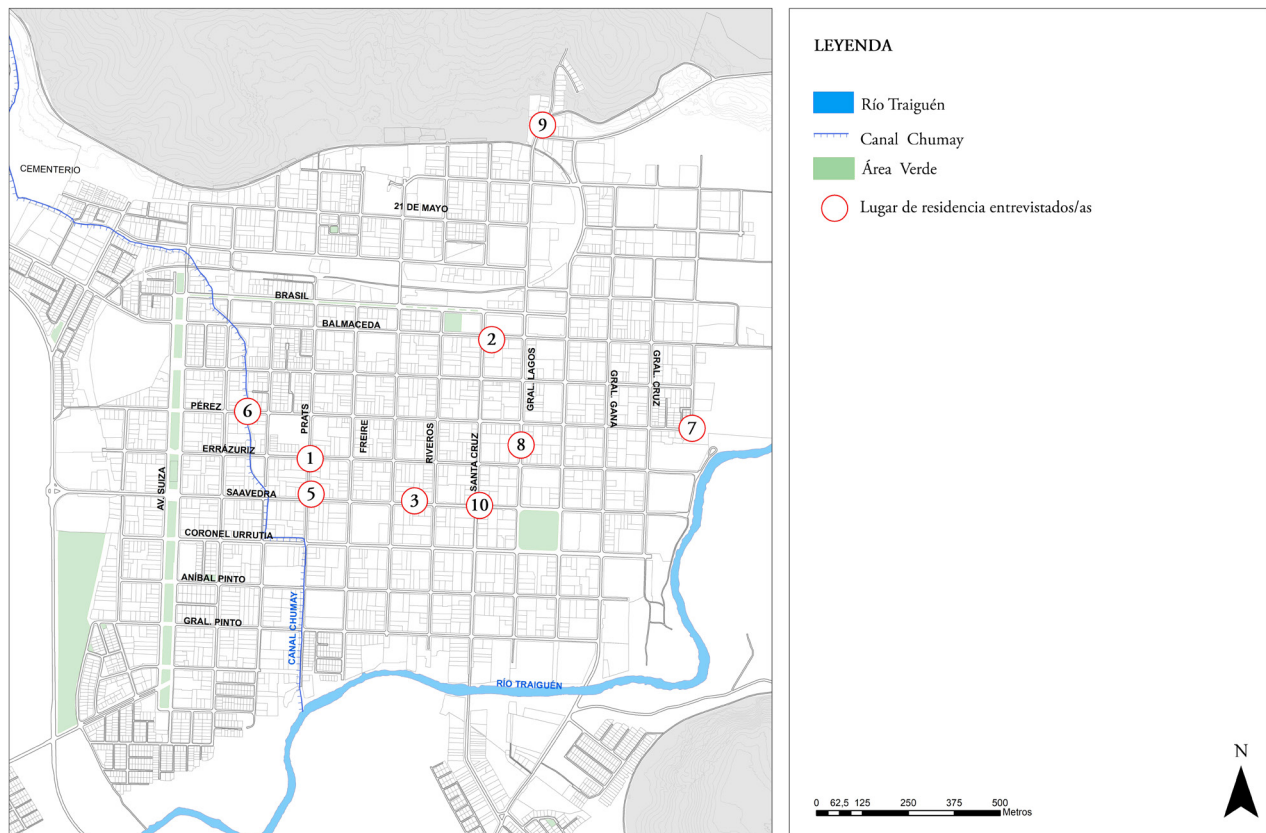 9
CEMENTERIO
21 DE MAYO
BRASIL
BALMACEDA
2
GRAL. LAGOS
GRAL. GANA
GRAL. CRUZ
PÉREZ
6
PRATS
FREIRE
RIVEROS
SANTA CRUZ
7
8
ERRÁZURIZ
1
AV. SUIZA
SAAVEDRA
5
3
10
CORONEL URRUTIA
ANÍBAL PINTO
GRAL. PINTO
CANAL CHUMAY
RÍO TRAIGUÉN
LEYENDA
Río Traiguén
Canal Chumay
Área Verde
Lugar de residencia entrevistados/as
N
0 62,5 125 250 375 500
Metros